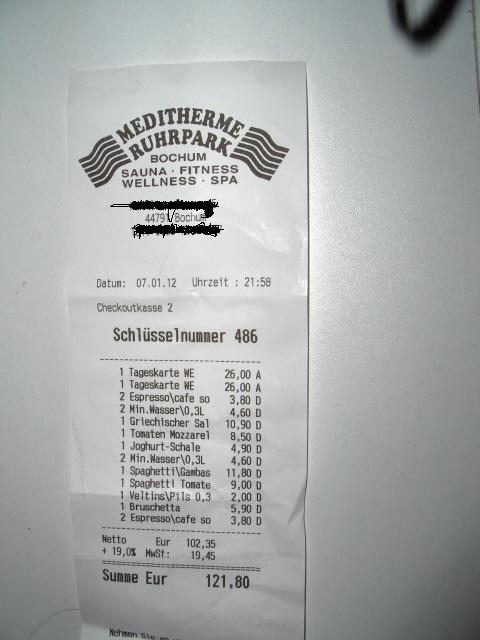 MEDITHERME
RUHRPARK
BOCHUM
SAUNA · FITNESS
WELLNESS · SPA
44791 Bochum
Datum: 07.01.12 Uhrzeit : 21:58
Checkoutkasse 2
Schlüsselnummer 486
1 Tageskarte WE 26,00 A
1 Tageskarte WE 26,00 A
2 Espresso\cafe so 3,80 D
2 Min.Wasser\0,3L 4,60 D
1 Griechischer Sal 10,90 D
1 Tomaten Mozzarel 8,50 D
1 Joghurt-Schale 4,90 D
2 Min.Wasser\0,3L 4,60 D
1 Spaghetti\Gambas 11,80 D
1 Spaghetti Tomate 9,00 D
1 Veltins\Pils 0,3 2,00 D
1 Bruschetta 5,90 D
2 Espresso\cafe so 3,80 D
Netto Eur 102,35
+ 19,0% MwSt: 19,45
Summe Eur 121,80
Nehmen Sie